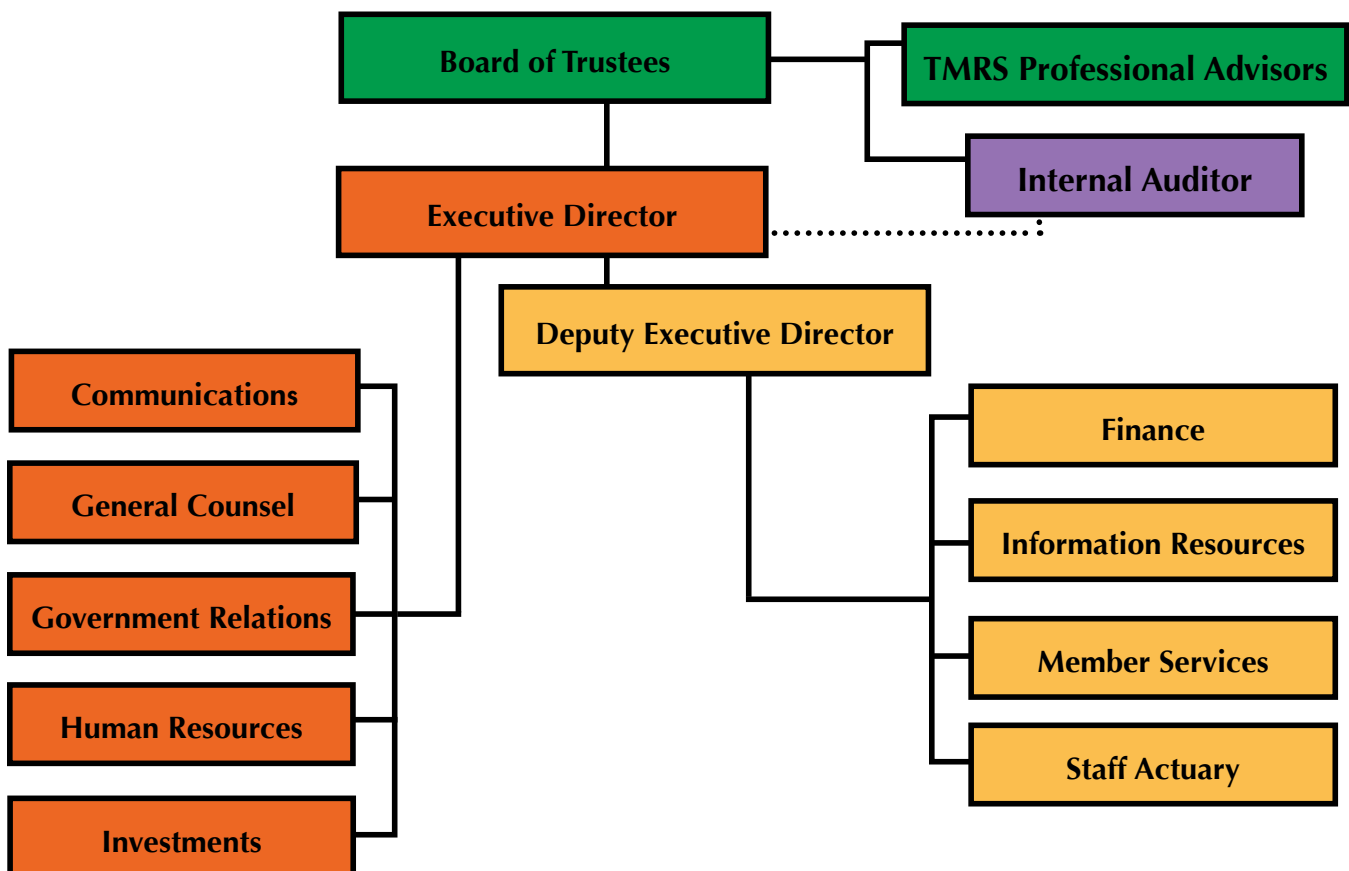 Board of Trustees
TMRS Professional Advisors
Internal Auditor
Executive Director
Deputy Executive Director
Communications
General Counsel
Government Relations
Human Resources
Investments
Finance
Information Resources
Member Services
Staff Actuary